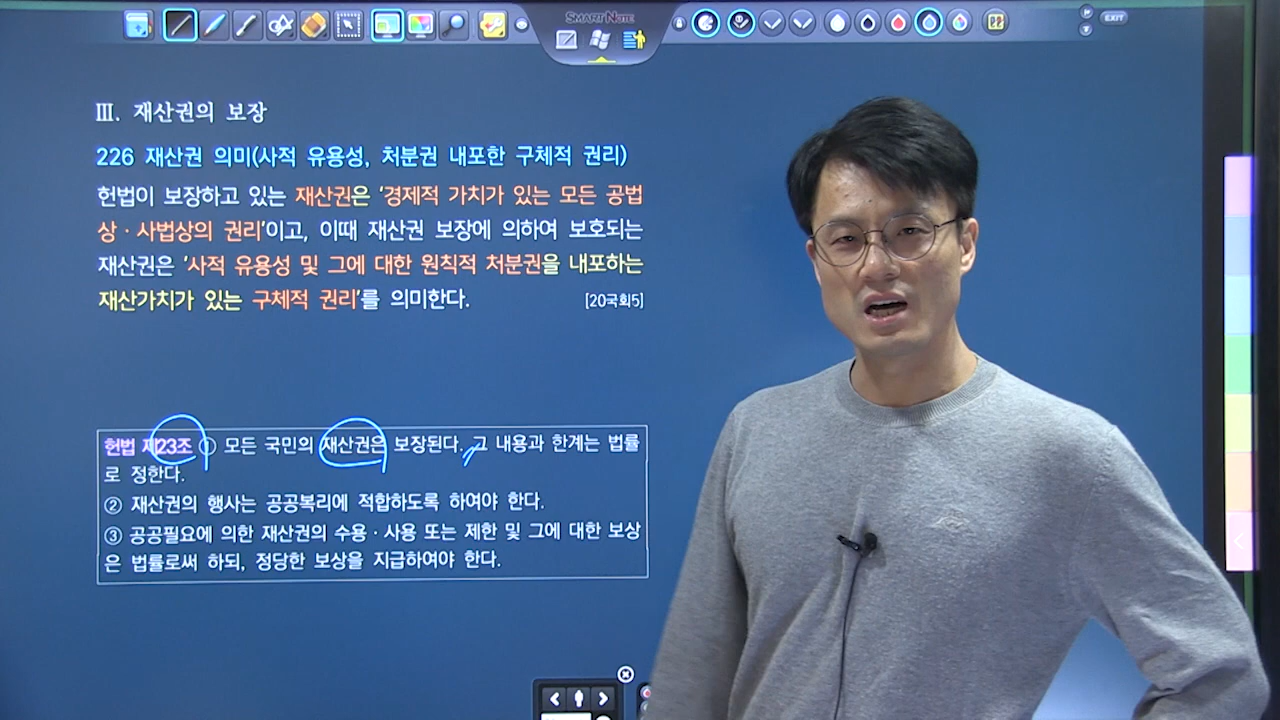 SMART NOTE
EXIT
Ⅲ. 재산권의 보장
226 재산권 의미(사적 유용성, 처분권 내포한 구체적 권리)
헌법이 보장하고 있는 재산권은 '경제적 가치가 있는 모든 공법
상·사법상의 권리'이고, 이때 재산권 보장에 의하여 보호되는
재산권은 '사적 유용성 및 그에 대한 원칙적 처분권을 내포하는
재산가치가 있는 구체적 권리'를 의미한다. [20국회5]
헌법 제23조 ① 모든 국민의 재산권은 보장된다. 그 내용과 한계는 법률
로 정한다.
② 재산권의 행사는 공공복리에 적합하도록 하여야 한다.
③ 공공필요에 의한 재산권의 수용·사용 또는 제한 및 그에 대한 보상
은 법률로써 하되, 정당한 보상을 지급하여야 한다.